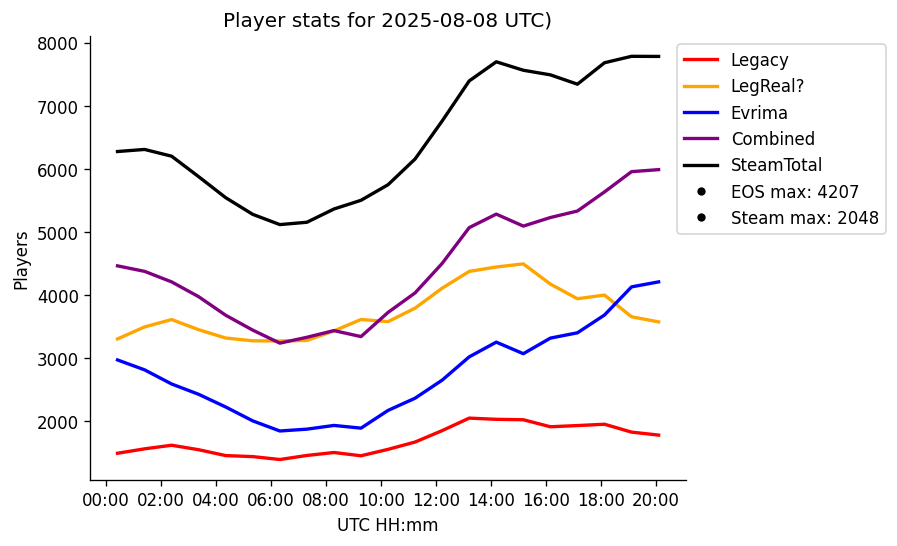 Player stats for 2025-08-08 UTC)
8000
7000
6000
5000
4000
3000
2000
Players
00:00 02:00 04:00 06:00 08:00 10:00 12:00 14:00 16:00 18:00 20:00
UTC HH:mm
Legacy
LegReal?
Evrima
Combined
SteamTotal
EOS max: 4207
Steam max: 2048